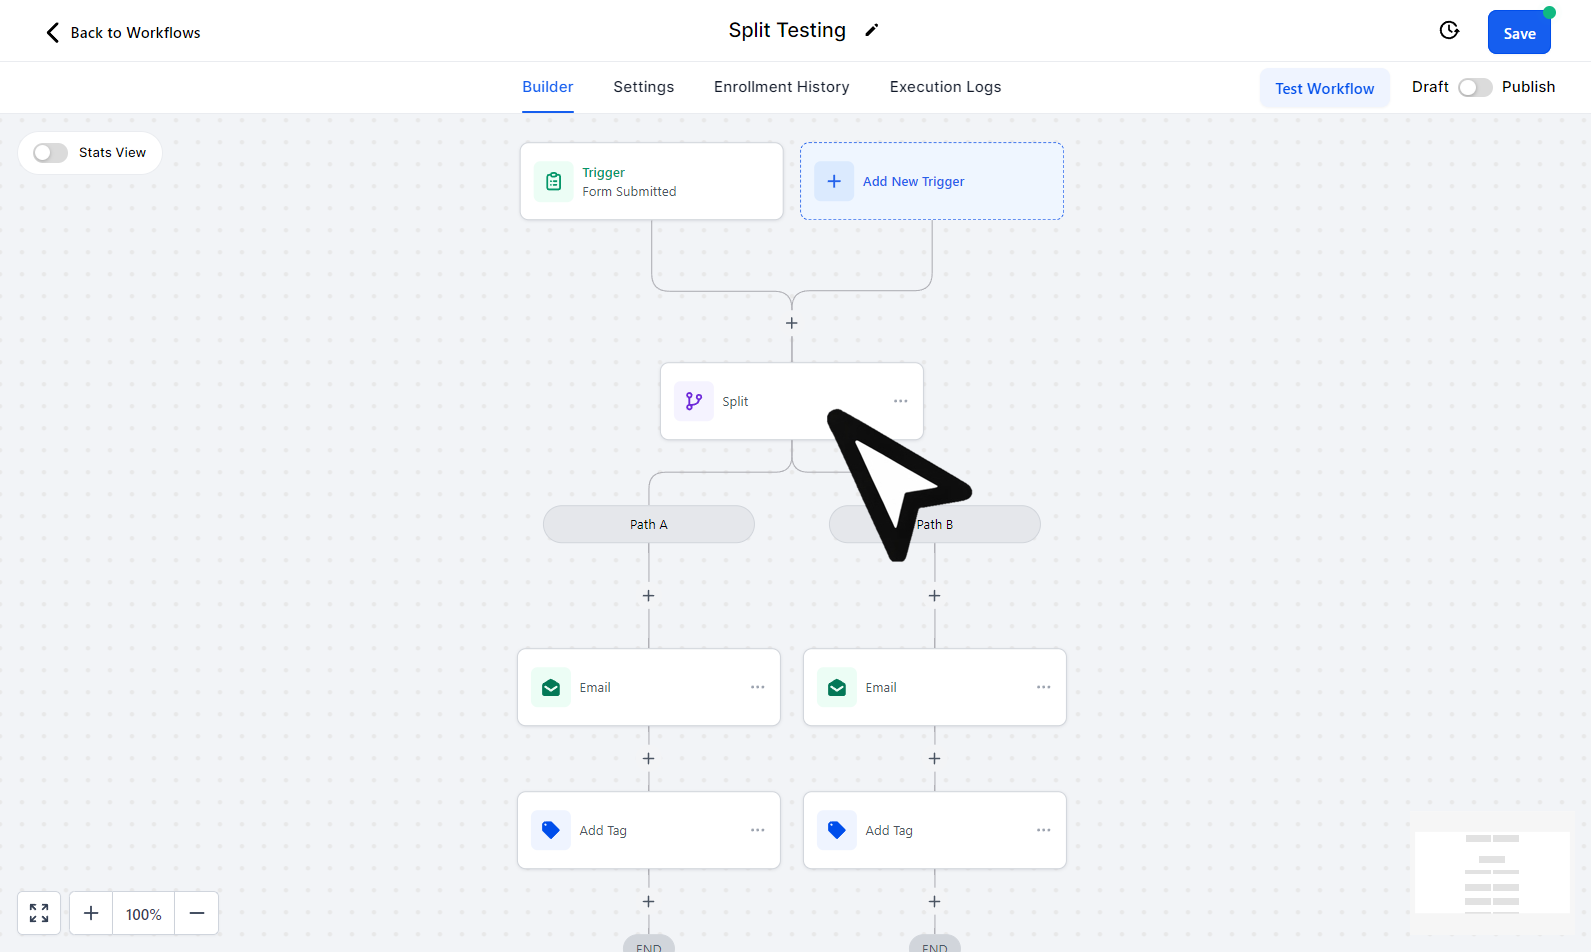 Back to Workflows
Split Testing
Save
Builder
Settings
Enrollment History
Execution Logs
Test Workflow
Draft
Publish
Stats View
Trigger
Form Submitted
Add New Trigger
Split
Path A
Path B
Email
Email
Add Tag
Add Tag
100%
END
END